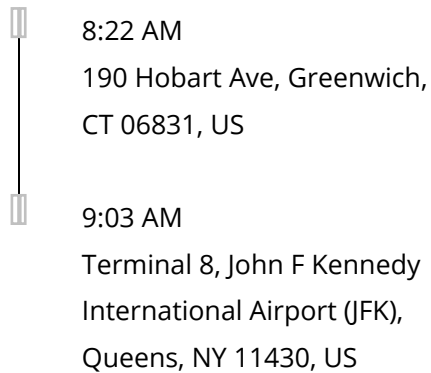 8:22 AM
190 Hobart Ave, Greenwich,
CT 06831, US
9:03 AM
Terminal 8, John F Kennedy
International Airport (JFK),
Queens, NY 11430, US